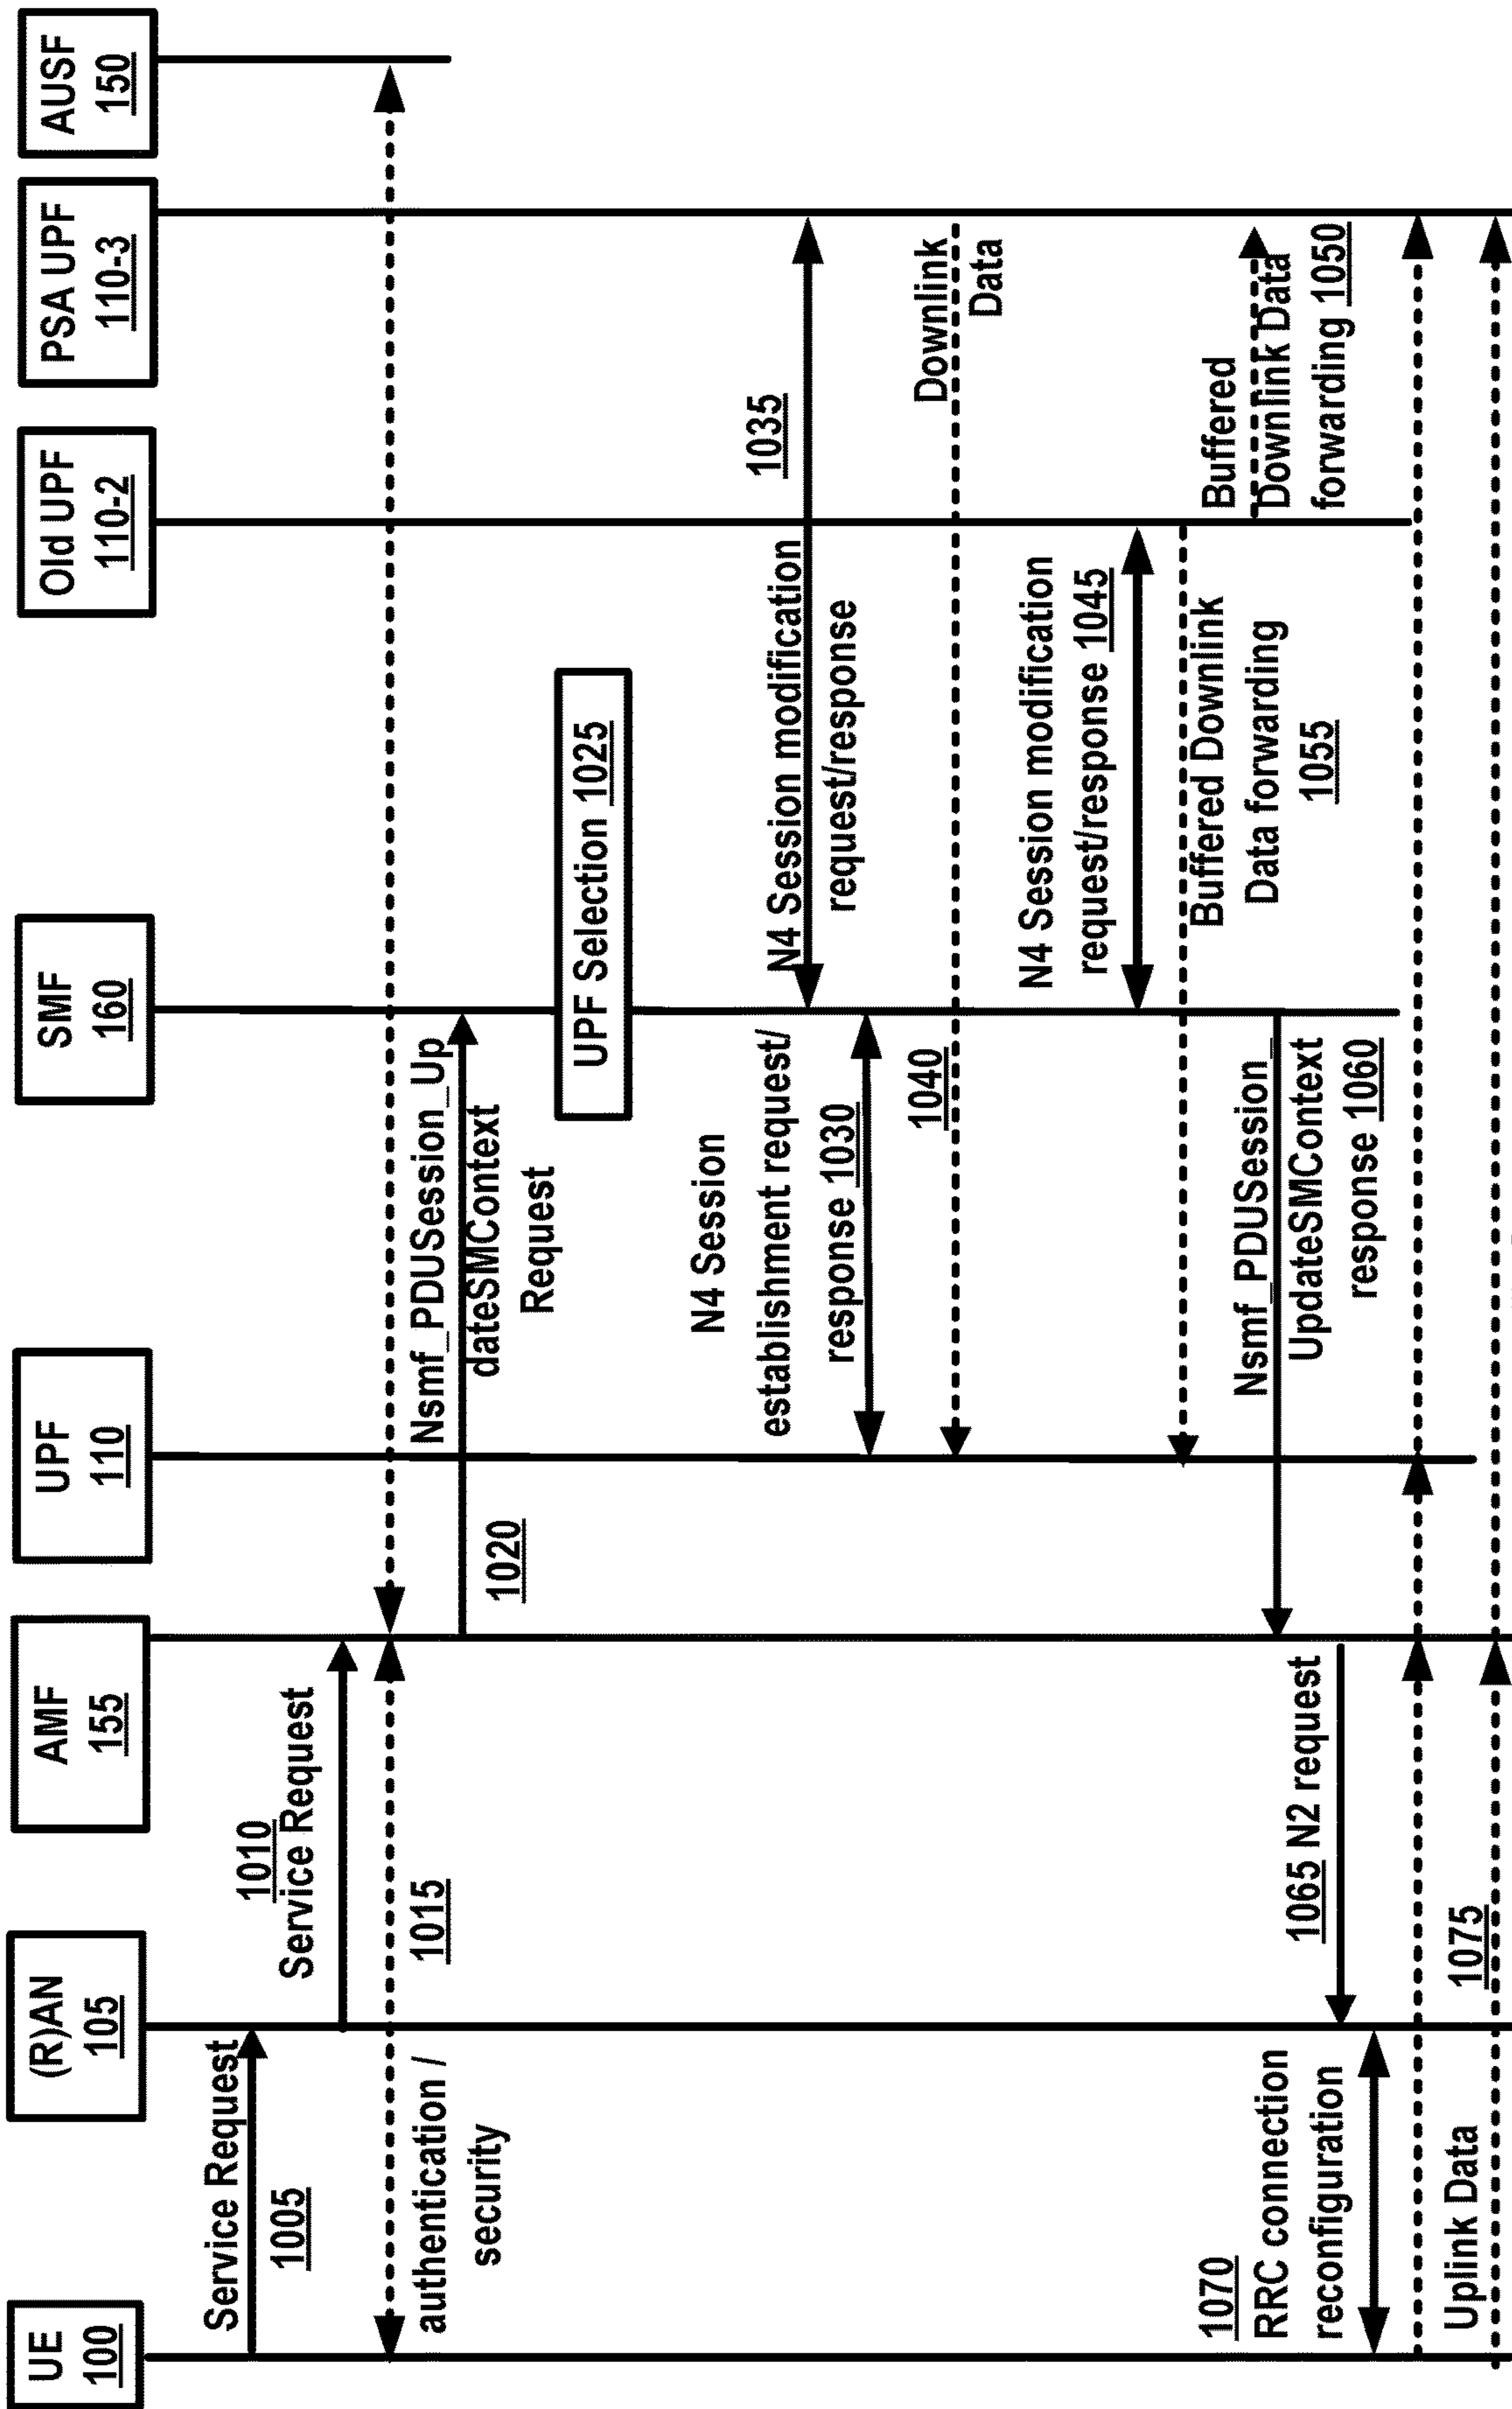 UE
100
(R)AN
105
AMF
155
UPF
110
SMF
160
Old UPF
110-2
PSA UPF
110-3
AUSF
150
Service Request
1005
1010
Service Request
authentication /
security
1015
Nsmf_PDUSession_Up
dateSMContext
Request
1020
UPF Selection 1025
N4 Session
establishment request/
response 1030
1035
N4 Session modification
request/response
1040
Downlink
Data
N4 Session modification
request/response 1045
Buffered
Downlink Data
forwarding 1050
Buffered Downlink
Data forwarding
1055
Nsmf_PDUSession_
UpdateSMContext
response 1060
1065 N2 request
1070
RRC connection
reconfiguration
Uplink Data
1075